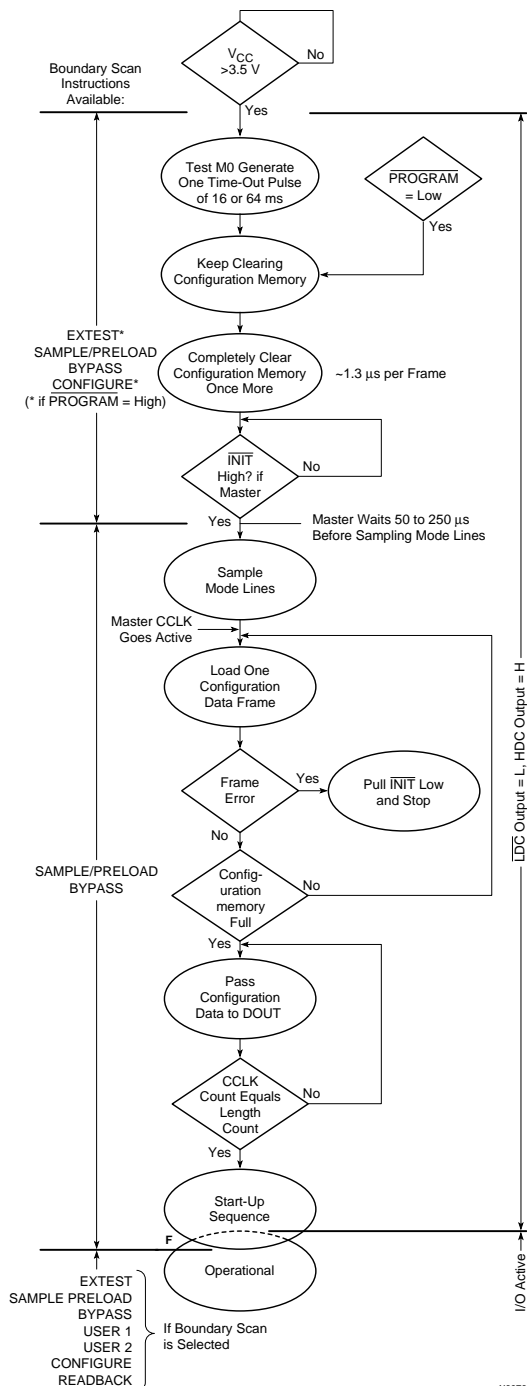 V_CC
>3.5 V
No
Boundary Scan
Instructions
Available:
Yes
Test M0 Generate
One Time-Out Pulse
of 16 or 64 ms
P̅R̅O̅G̅R̅A̅M̅
= Low
Yes
Keep Clearing
Configuration Memory
EXTEST*
SAMPLE/PRELOAD
BYPASS
CONFIGURE*
(* if P̅R̅O̅G̅R̅A̅M̅ = High)
Completely Clear
Configuration Memory
Once More
~1.3 µs per Frame
I̅N̅I̅T̅
High? if
Master
No
Yes
Master Waits 50 to 250 µs
Before Sampling Mode Lines
Sample
Mode Lines
Master CCLK
Goes Active
Load One
Configuration
Data Frame
L̅D̅C̅ Output = L, HDC Output = H
Frame
Error
Yes
No
Pull I̅N̅I̅T̅ Low
and Stop
SAMPLE/PRELOAD
BYPASS
Config-
uration
memory
Full
No
Yes
Pass
Configuration
Data to DOUT
CCLK
Count Equals
Length
Count
No
Yes
Start-Up
Sequence
F
Operational
I/O Active
EXTEST
SAMPLE PRELOAD
BYPASS
USER 1
USER 2
CONFIGURE
READBACK
If Boundary Scan
is Selected